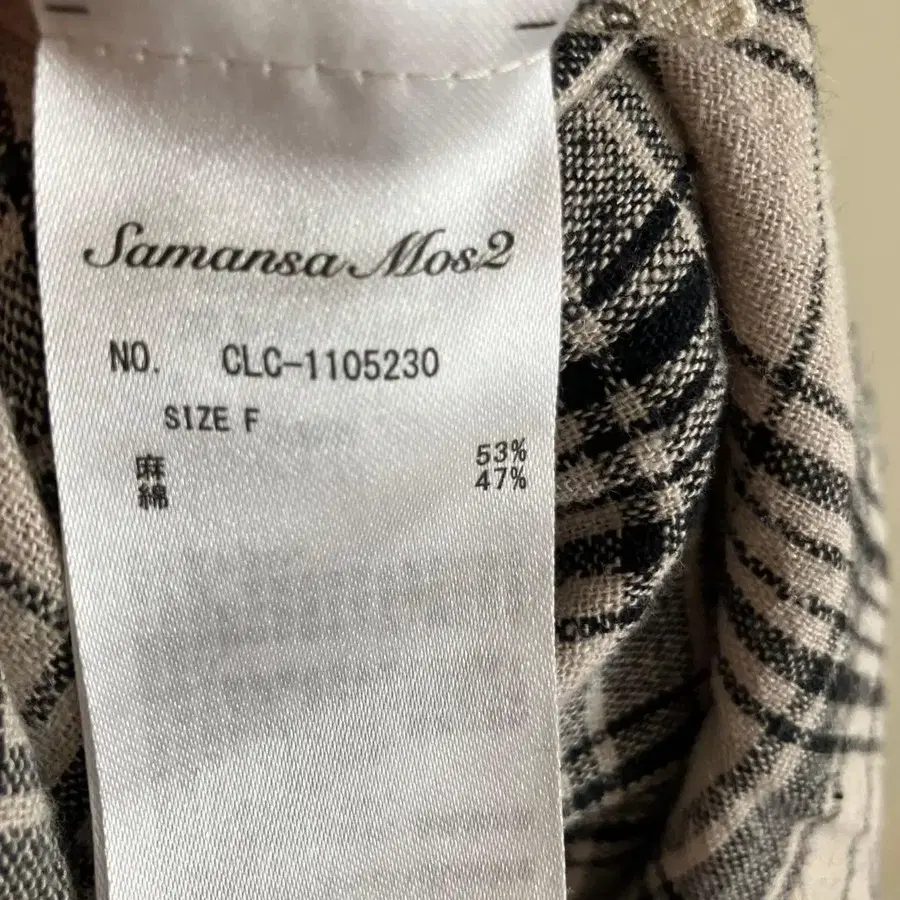 Samansa Mos2
NO. CLC-1105230
SIZE F
麻 53%
綿 47%